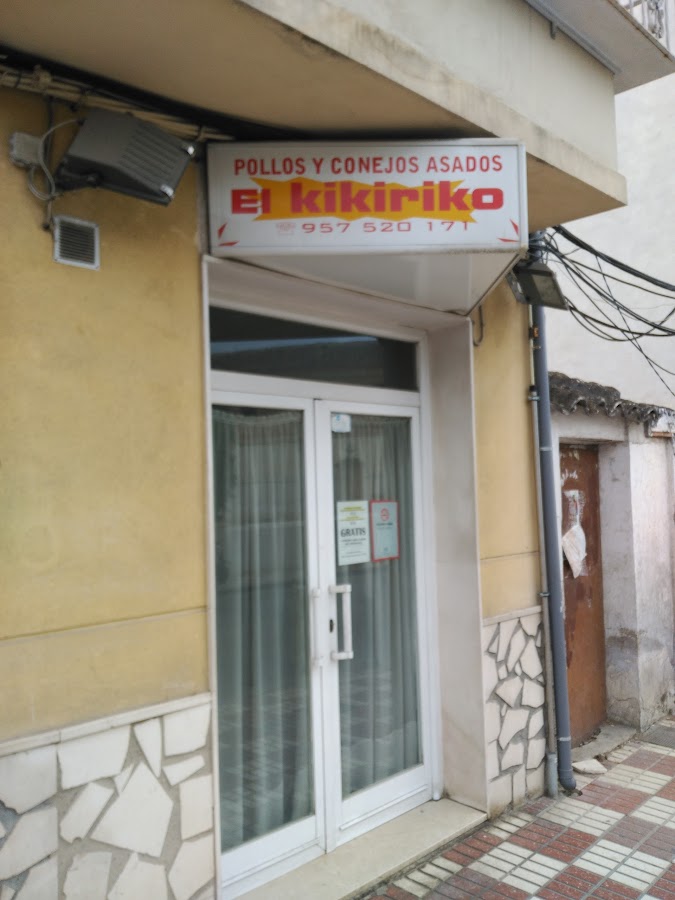 POLLOS Y CONEJOS ASADOS
El kikiriko
957 520 171
GRATIS